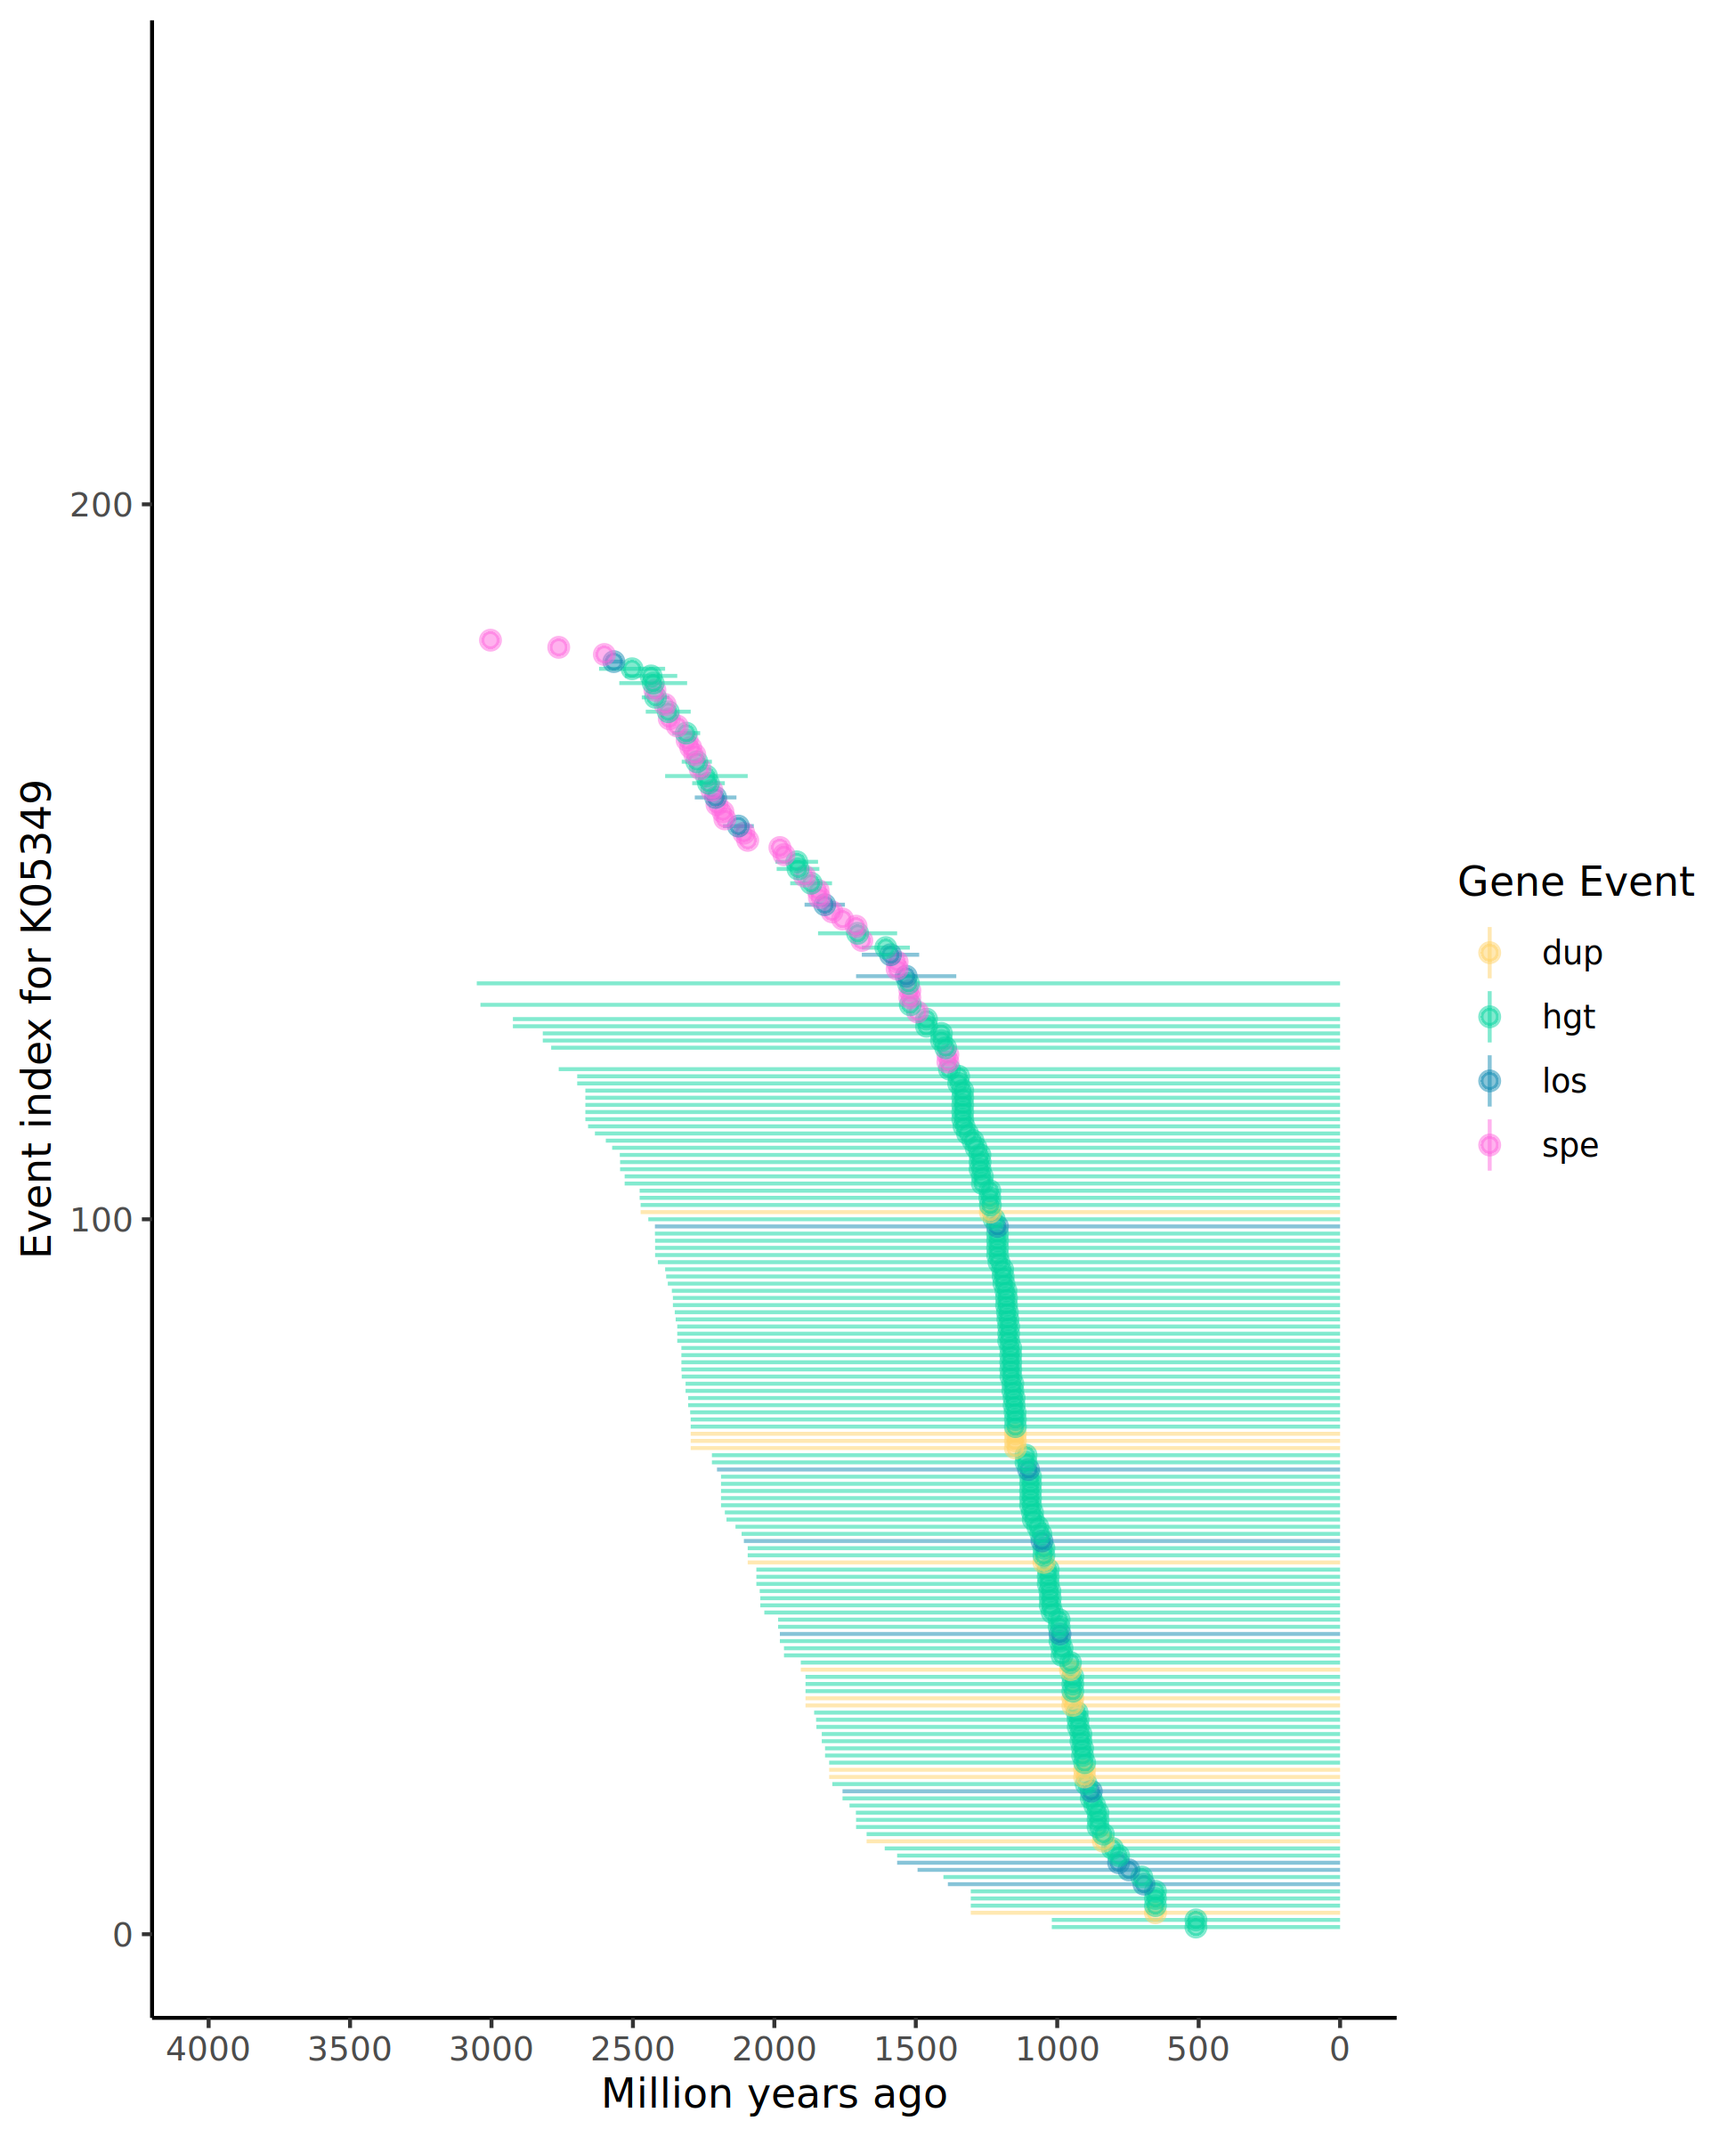 Event index for K05349
200
100
0
4000 3500 3000 2500 2000 1500 1000 500 0
Million years ago
Gene Event
dup
hgt
los
spe